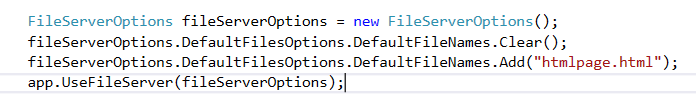 FileServerOptions fileServerOptions = new FileServerOptions();
fileServerOptions.DefaultFilesOptions.DefaultFileNames.Clear();
fileServerOptions.DefaultFilesOptions.DefaultFileNames.Add("htmlpage.html");
app.UseFileServer(fileServerOptions);